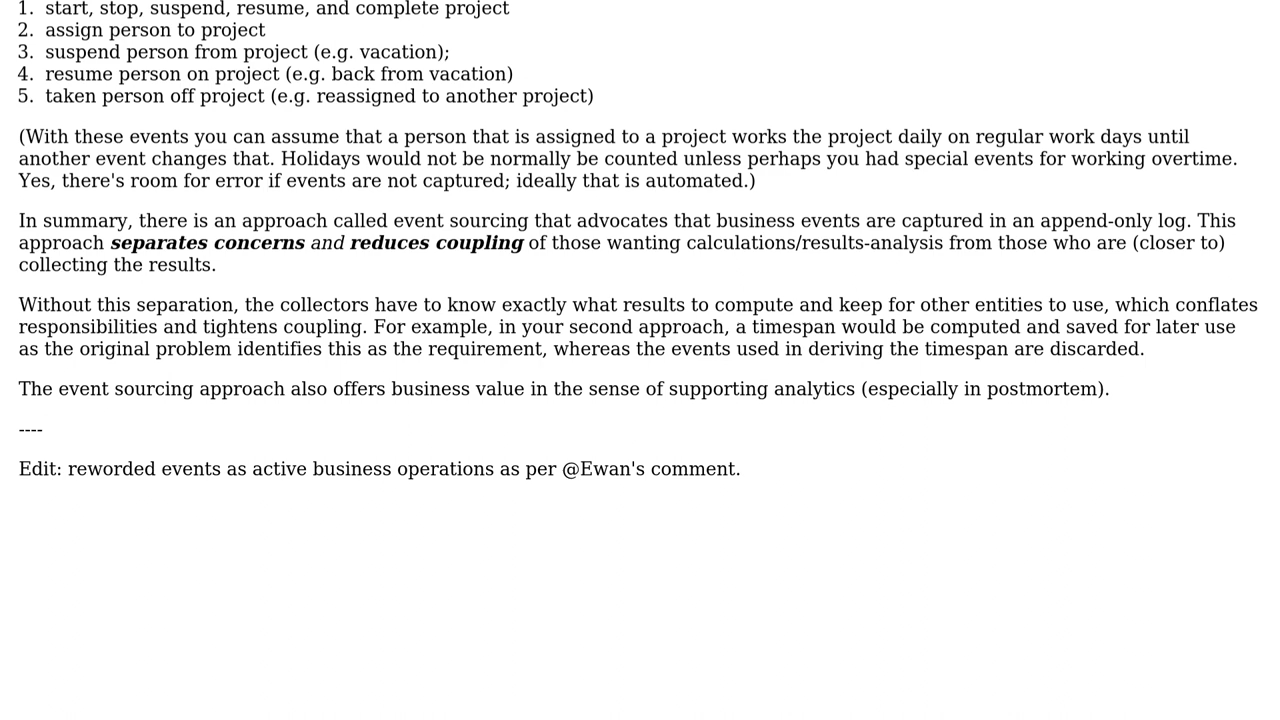 1. start, stop, suspend, resume, and complete project
2. assign person to project
3. suspend person from project (e.g. vacation);
4. resume person on project (e.g. back from vacation)
5. taken person off project (e.g. reassigned to another project)
(With these events you can assume that a person that is assigned to a project works the project daily on regular work days until
another event changes that. Holidays would not be normally be counted unless perhaps you had special events for working overtime.
Yes, there's room for error if events are not captured; ideally that is automated.)
In summary, there is an approach called event sourcing that advocates that business events are captured in an append-only log. This
approach separates concerns and reduces coupling of those wanting calculations/results-analysis from those who are (closer to)
collecting the results.
Without this separation, the collectors have to know exactly what results to compute and keep for other entities to use, which conflates
responsibilities and tightens coupling. For example, in your second approach, a timespan would be computed and saved for later use
as the original problem identifies this as the requirement, whereas the events used in deriving the timespan are discarded.
The event sourcing approach also offers business value in the sense of supporting analytics (especially in postmortem).
----
Edit: reworded events as active business operations as per @Ewan's comment.